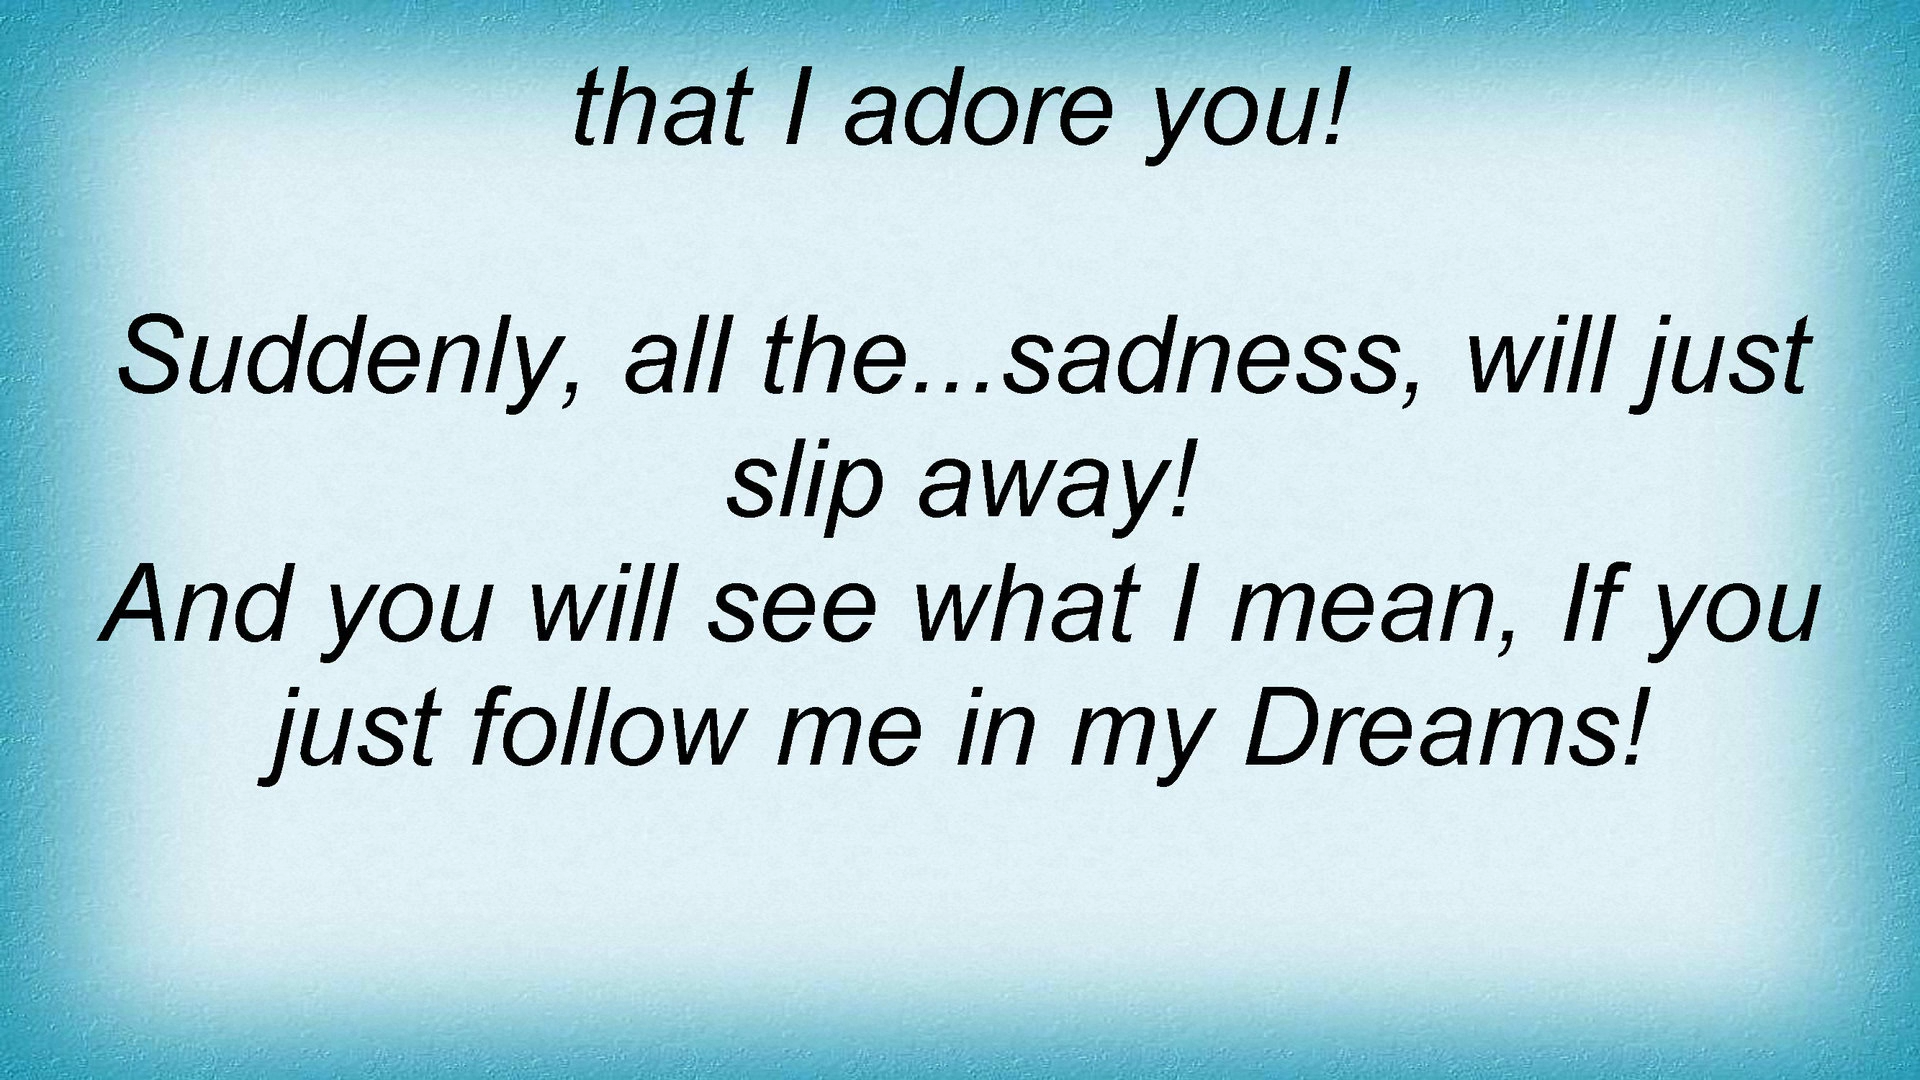 that I adore you!
Suddenly, all the...sadness, will just
slip away!
And you will see what I mean, If you
just follow me in my Dreams!